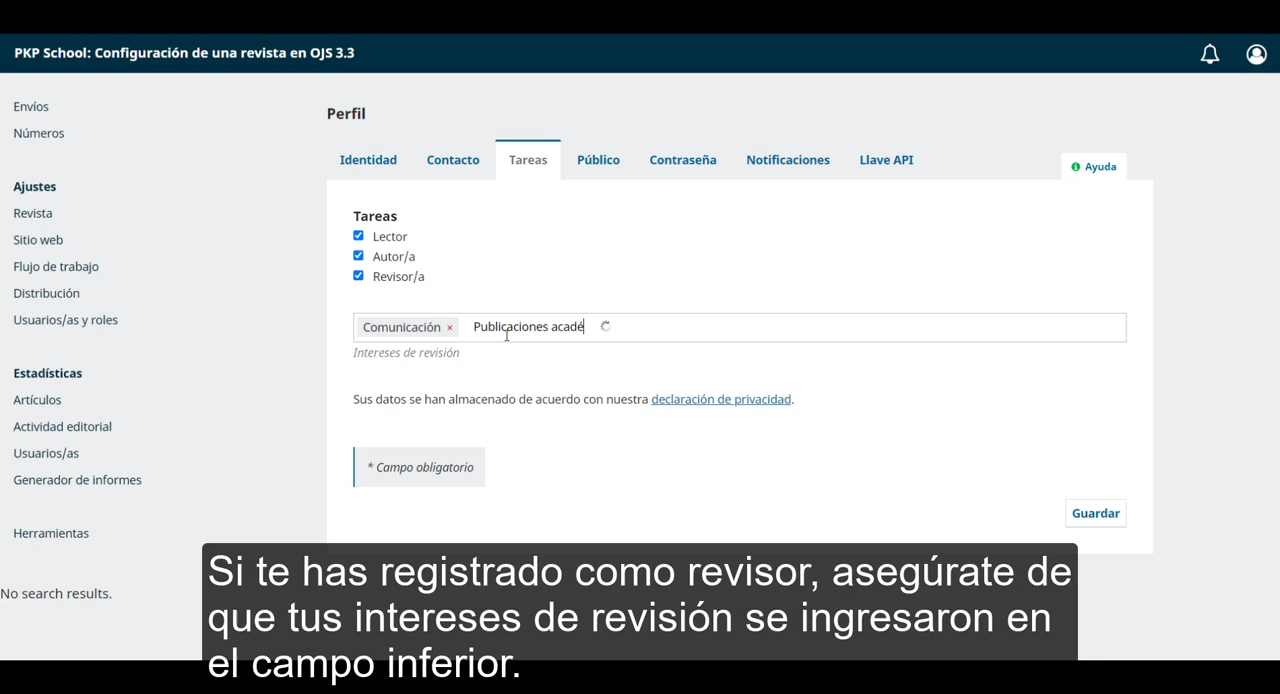 PKP School: Configuración de una revista en OJS 3.3
Envíos
Números
Ajustes
Revista
Sitio web
Flujo de trabajo
Distribución
Usuarios/as y roles
Estadísticas
Artículos
Actividad editorial
Usuarios/as
Generador de informes
Herramientas
No search results.
Perfil
Identidad Contacto Tareas Público Contraseña Notificaciones Llave API
Ayuda
Tareas
Lector
Autor/a
Revisor/a
Comunicación × Publicaciones acadé
Intereses de revisión
Sus datos se han almacenado de acuerdo con nuestra declaración de privacidad.
* Campo obligatorio
Guardar
Si te has registrado como revisor, asegúrate de
que tus intereses de revisión se ingresaron en
el campo inferior.